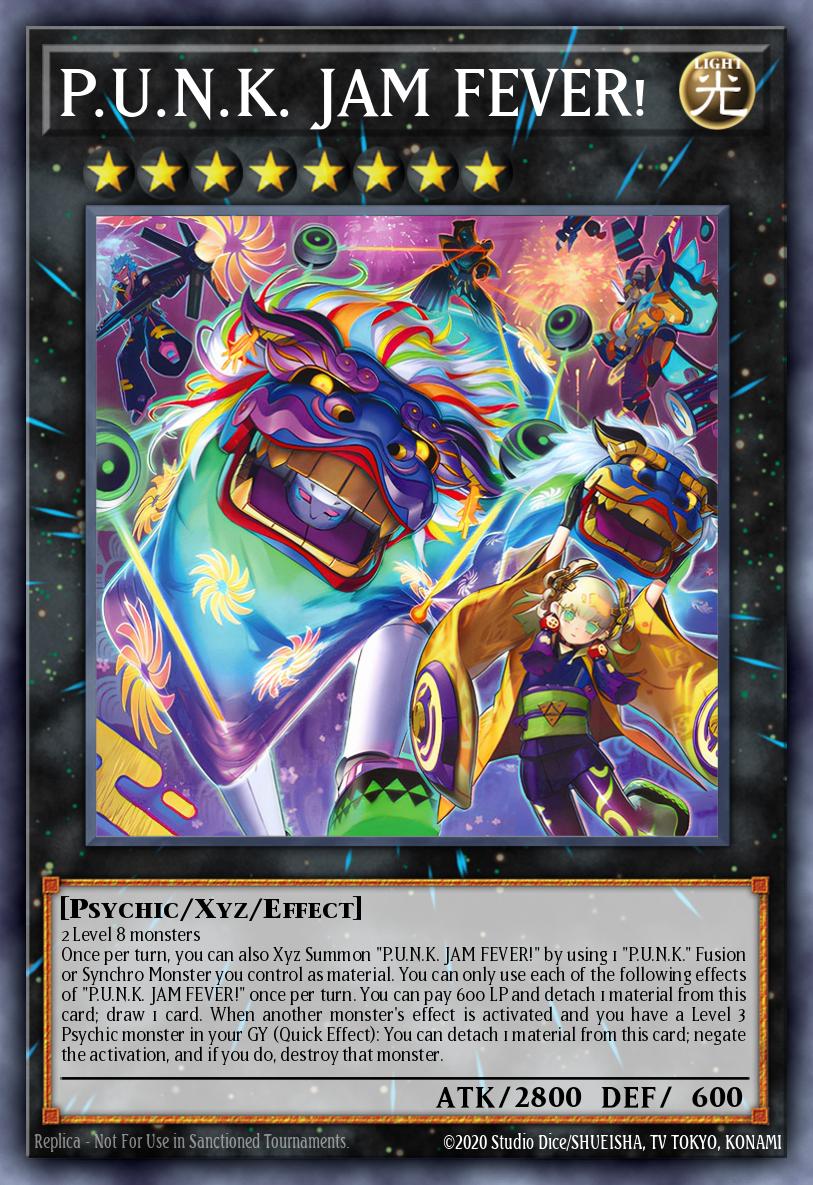 P.U.N.K. JAM FEVER!
LIGHT
光
[PSYCHIC/XYZ/EFFECT]
2 Level 8 monsters
Once per turn, you can also Xyz Summon "P.U.N.K. JAM FEVER!" by using 1 "P.U.N.K." Fusion
or Synchro Monster you control as material. You can only use each of the following effects
of "P.U.N.K. JAM FEVER!" once per turn. You can pay 600 LP and detach 1 material from this
card; draw 1 card. When another monster's effect is activated and you have a Level 3
Psychic monster in your GY (Quick Effect): You can detach 1 material from this card; negate
the activation, and if you do, destroy that monster.
ATK/2800 DEF/ 600
Replica - Not For Use in Sanctioned Tournaments.
©2020 Studio Dice/SHUEISHA, TV TOKYO, KONAMI